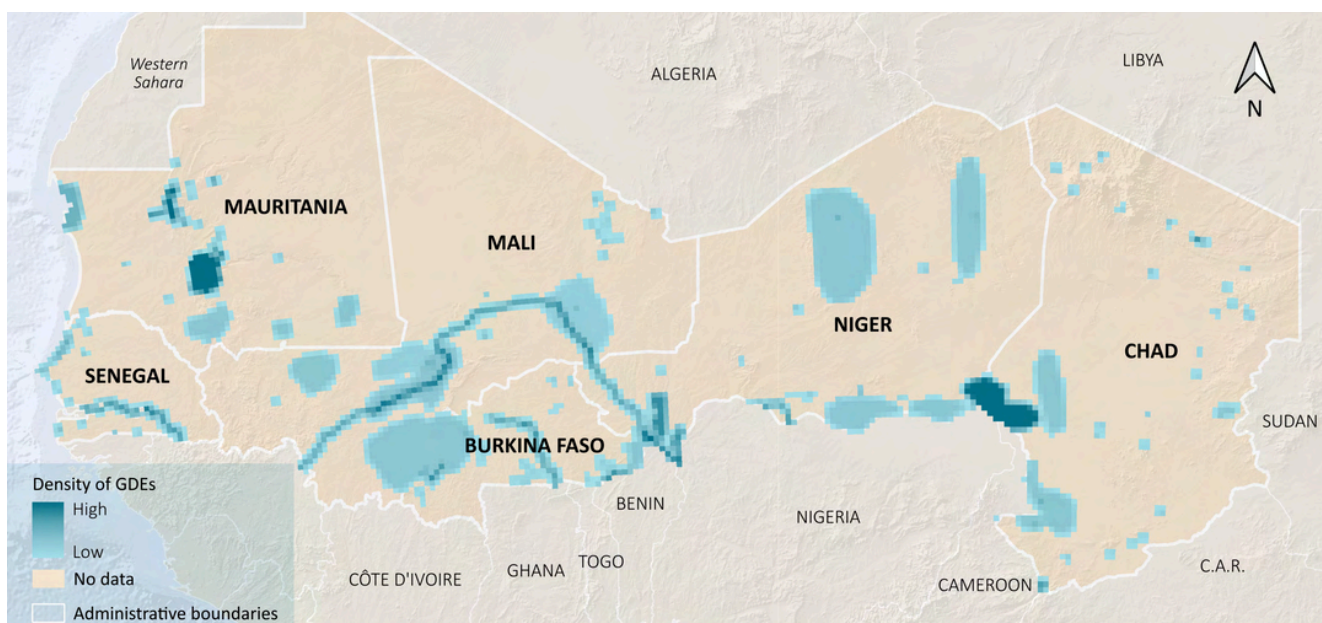 Western
Sahara
ALGERIA
LIBYA
N
MAURITANIA
MALI
NIGER
CHAD
SENEGAL
BURKINA FASO
SUDAN
BENIN
NIGERIA
TOGO
GHANA
CÔTE D'IVOIRE
CAMEROON
C.A.R.
Density of GDEs
High
Low
No data
Administrative boundaries